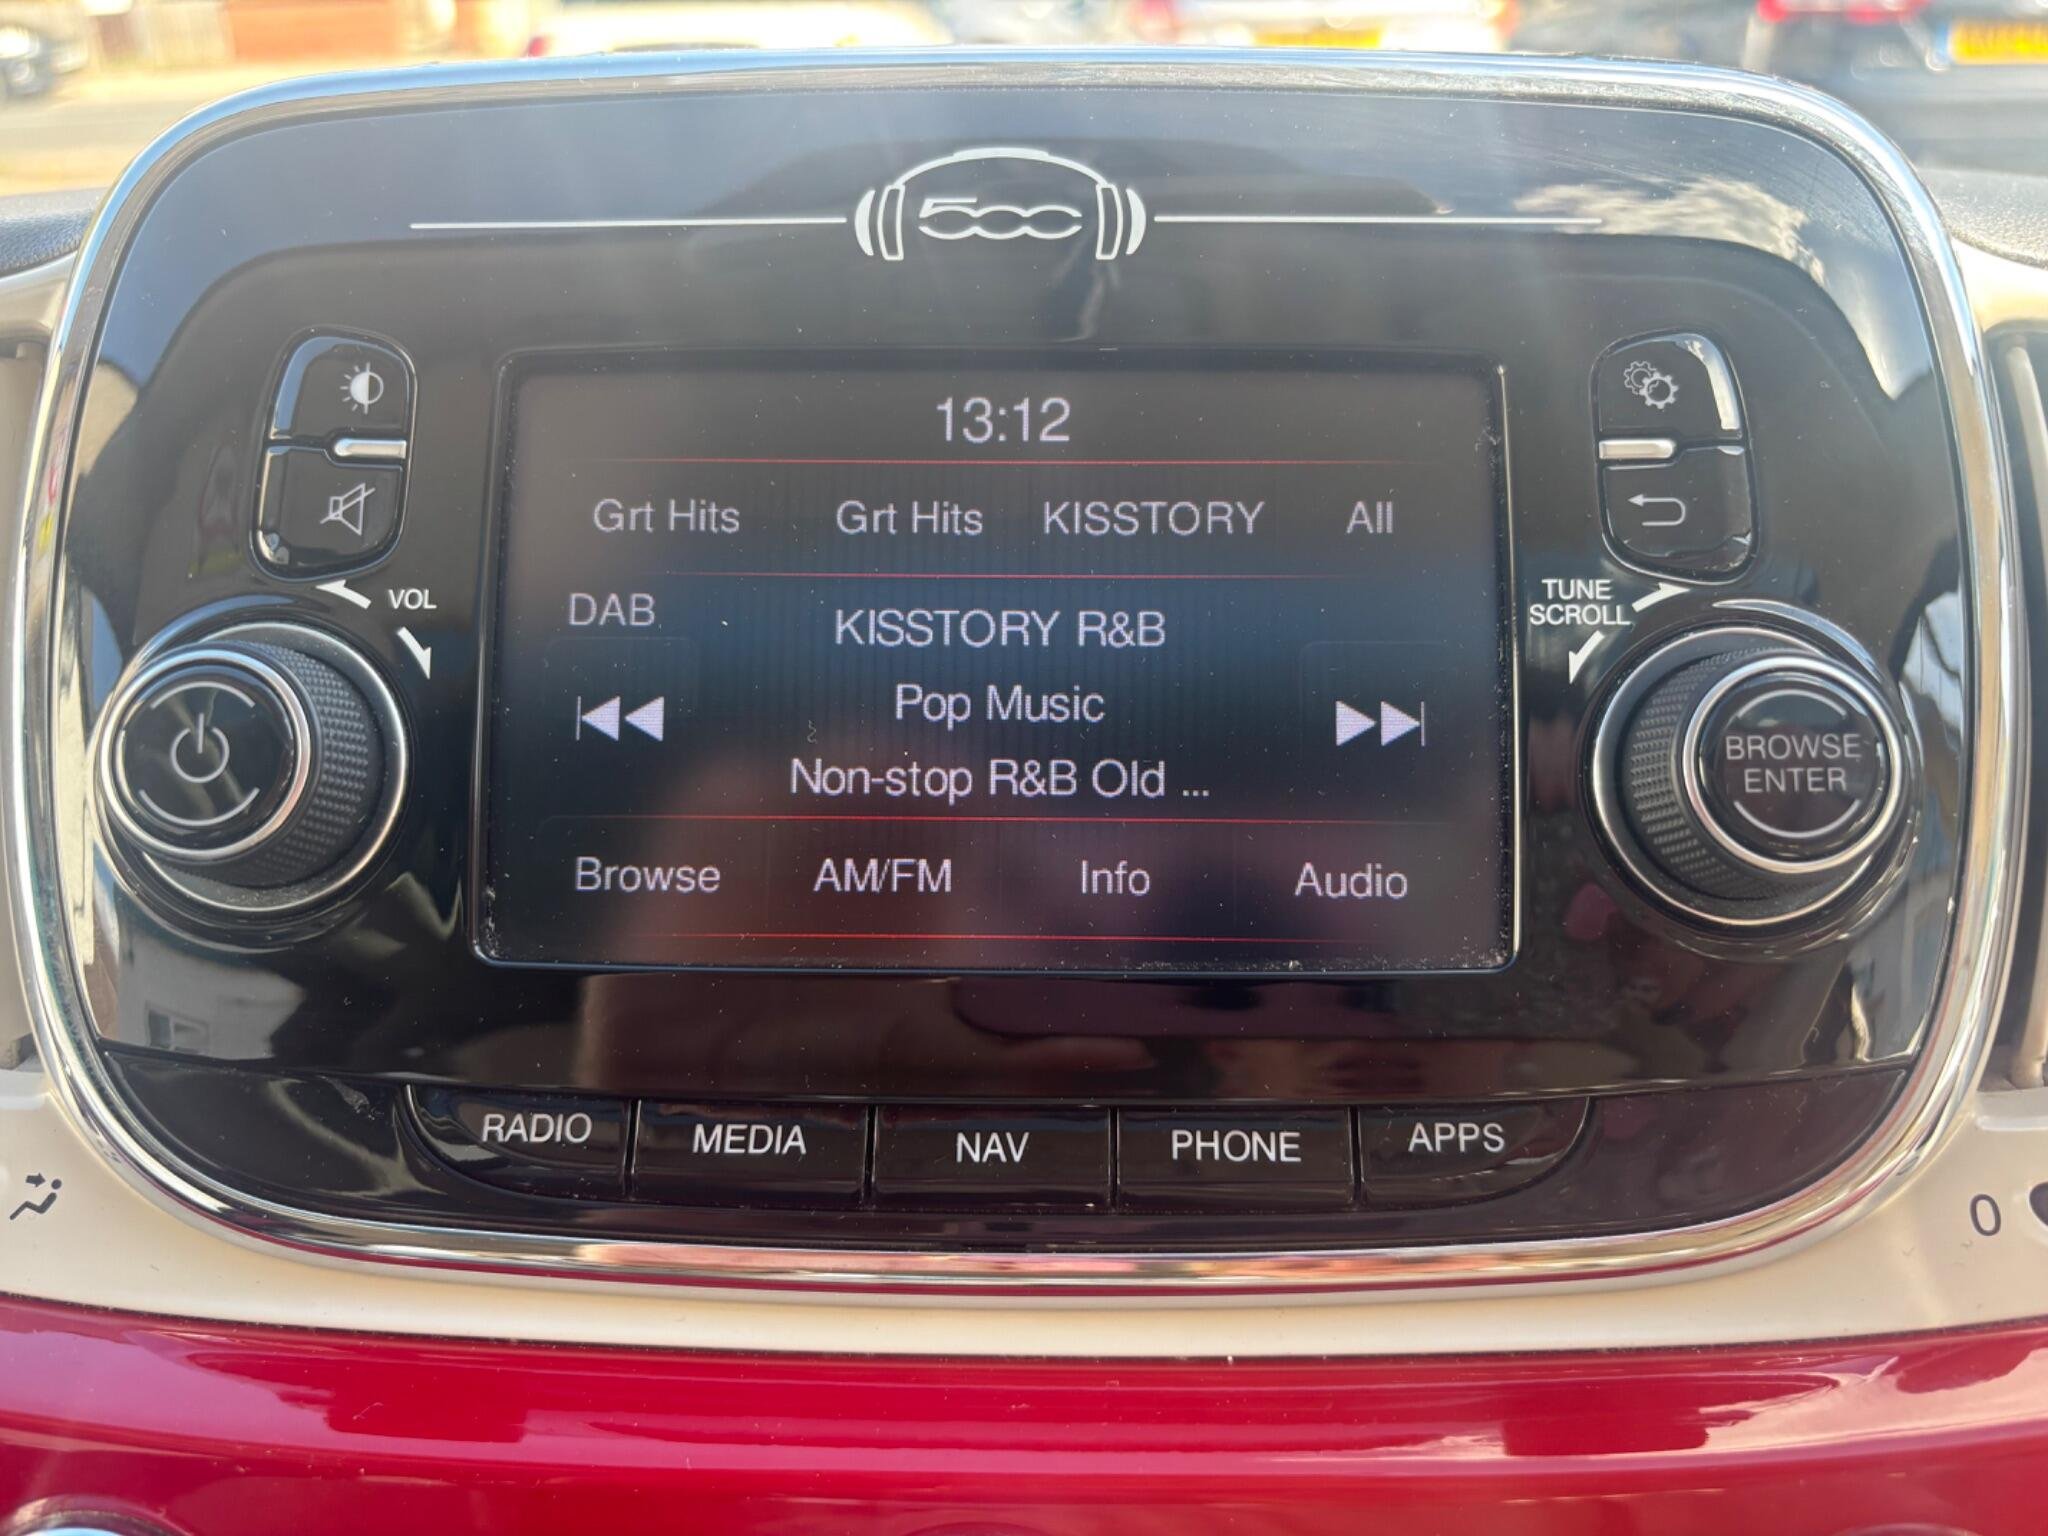 500
13:12
Grt Hits Grt Hits KISSTORY All
DAB
KISSTORY R&B
Pop Music
Non-stop R&B Old ...
Browse AM/FM Info Audio
VOL
TUNE
SCROLL
BROWSE
ENTER
RADIO MEDIA NAV PHONE APPS
0